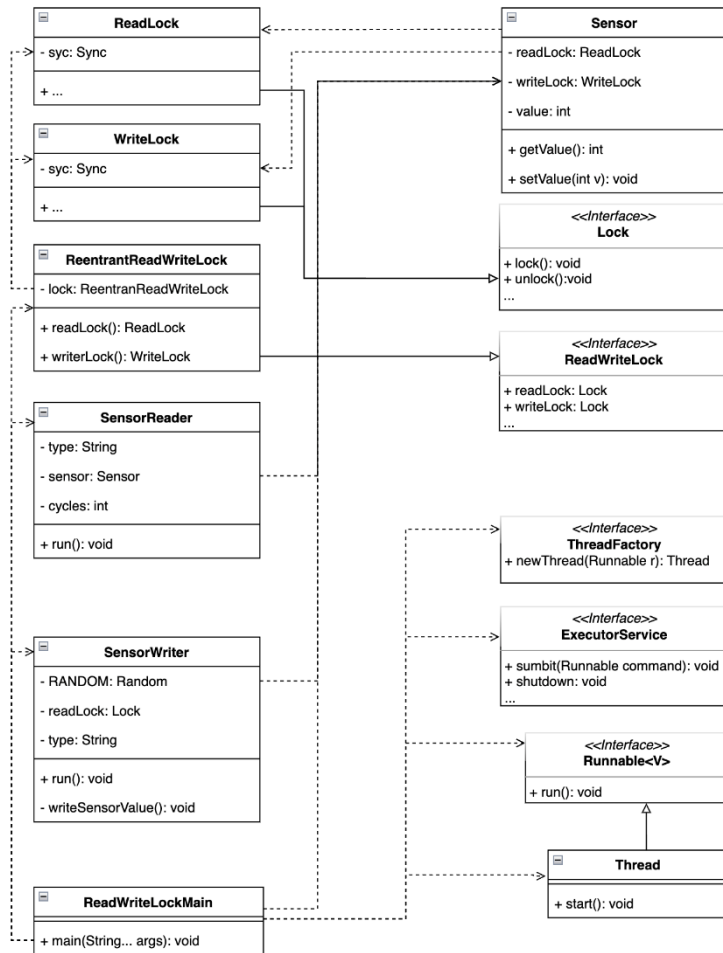 ReadLock
- syc: Sync
+ ...
WriteLock
- syc: Sync
+ ...
ReentrantReadWriteLock
- lock: ReentranReadWriteLock
+ readLock(): ReadLock
+ writerLock(): WriteLock
SensorReader
- type: String
- sensor: Sensor
- cycles: int
+ run(): void
SensorWriter
- RANDOM: Random
- readLock: Lock
- type: String
+ run(): void
- writeSensorValue(): void
ReadWriteLockMain
+ main(String... args): void
Sensor
- readLock: ReadLock
- writeLock: WriteLock
- value: int
+ getValue(): int
+ setValue(int v): void
<<Interface>>
Lock
+ lock(): void
+ unlock():void
...
<<Interface>>
ReadWriteLock
+ readLock: Lock
+ writeLock: Lock
...
<<Interface>>
ThreadFactory
+ newThread(Runnable r): Thread
<<Interface>>
ExecutorService
+ sumbit(Runnable command): void
+ shutdown: void
...
<<Interface>>
Runnable<V>
+ run(): void
Thread
+ start(): void